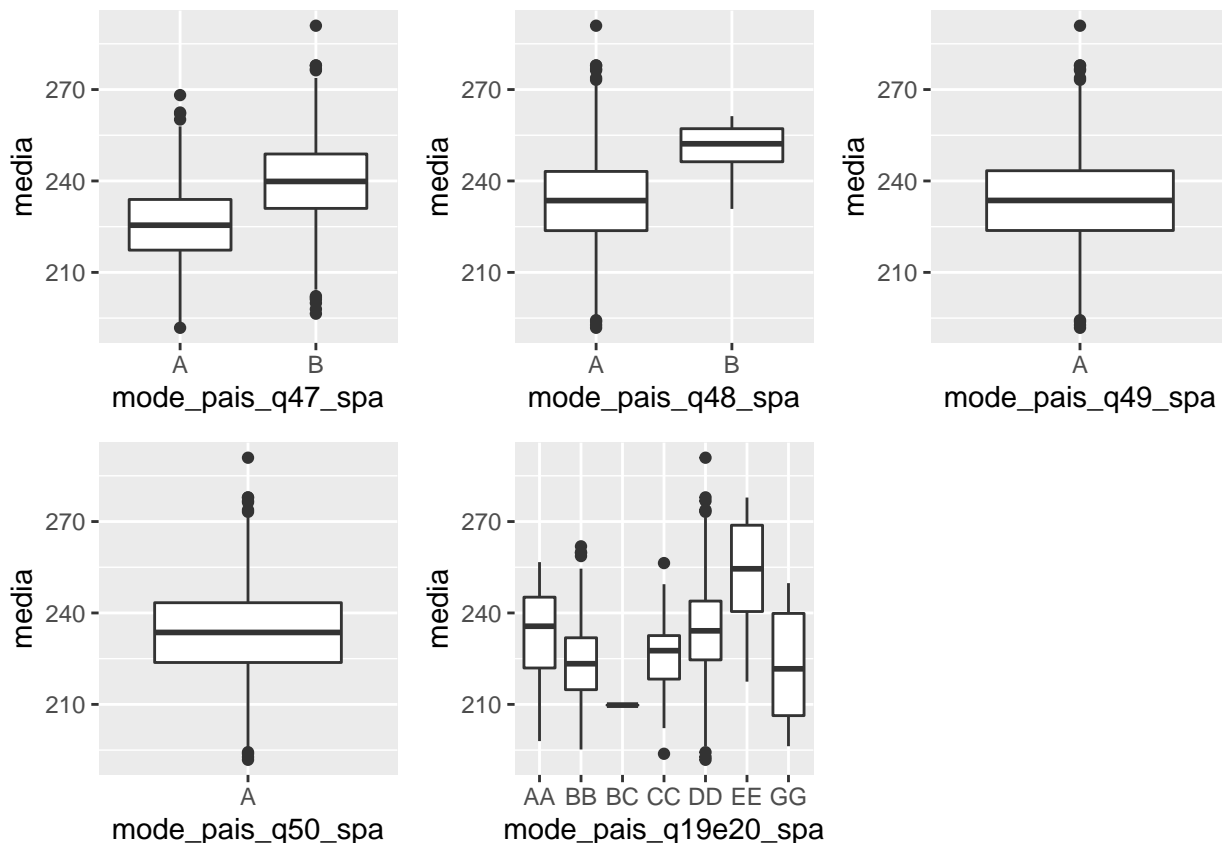 media
270
240
210
A B
mode_pais_q47_spa
media
270
240
210
A B
mode_pais_q48_spa
media
270
240
210
A
mode_pais_q49_spa
media
270
240
210
A
mode_pais_q50_spa
media
270
240
210
AA BB BC CC DD EE GG
mode_pais_q19e20_spa